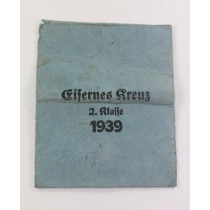 Eisernes Kreuz
2. Klasse
1939